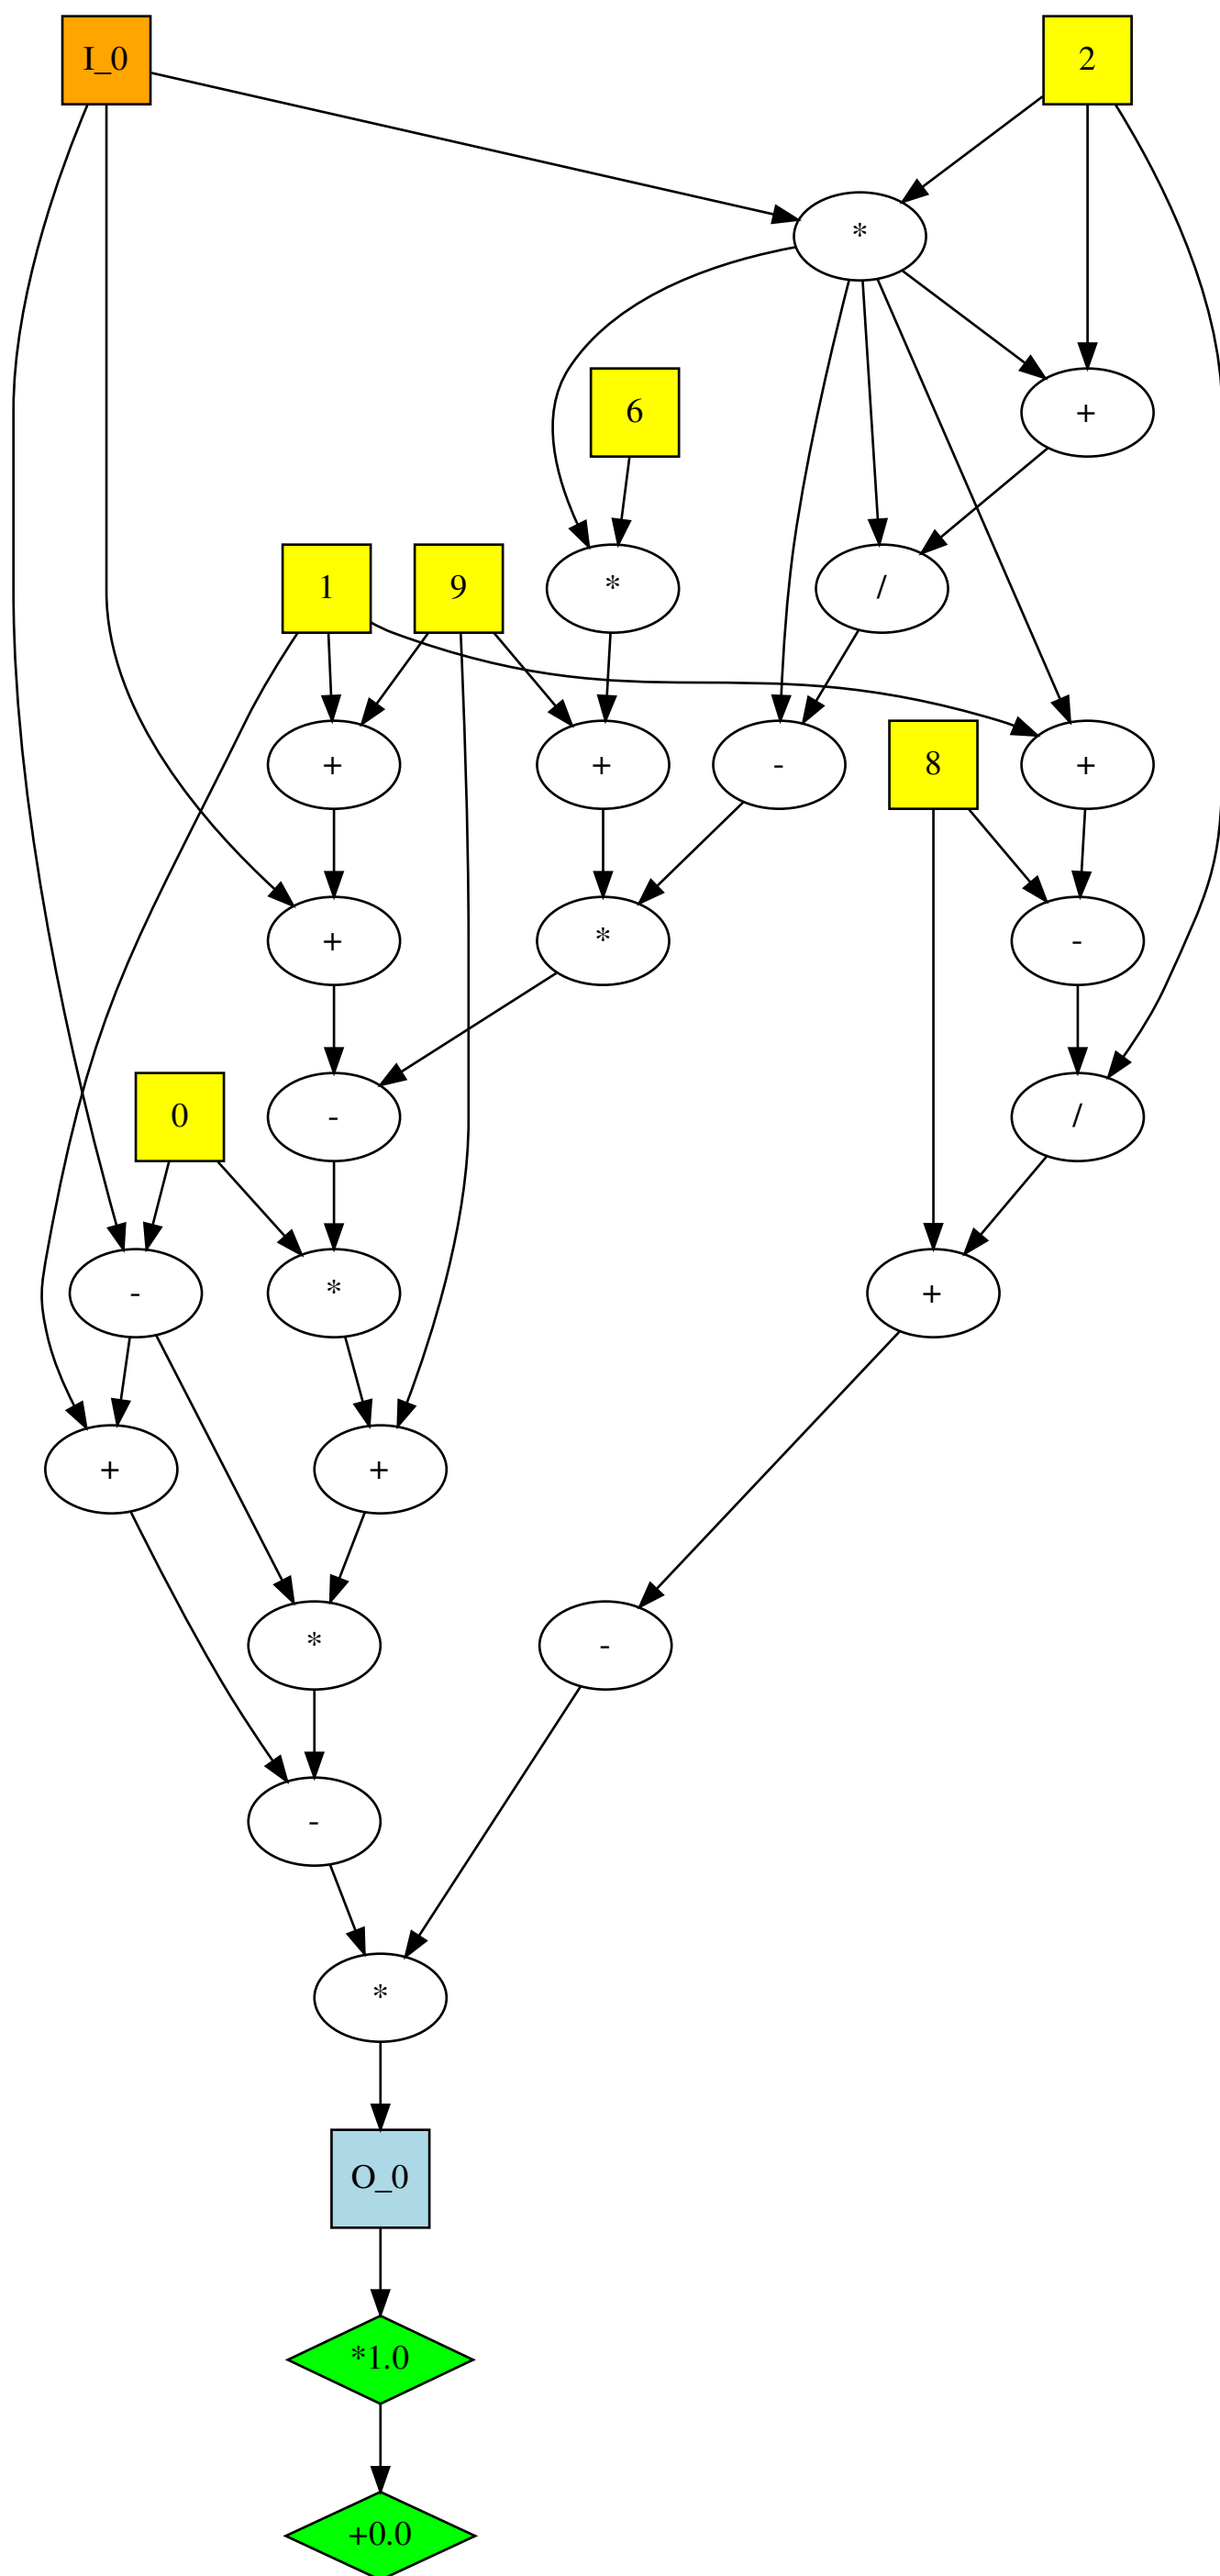 I_0 2
*
6 +
1 9 * /
+ + - 8 +
+ * -
0 - /
- * +
+ +
* -
-
*
O_0
*1.0
+0.0